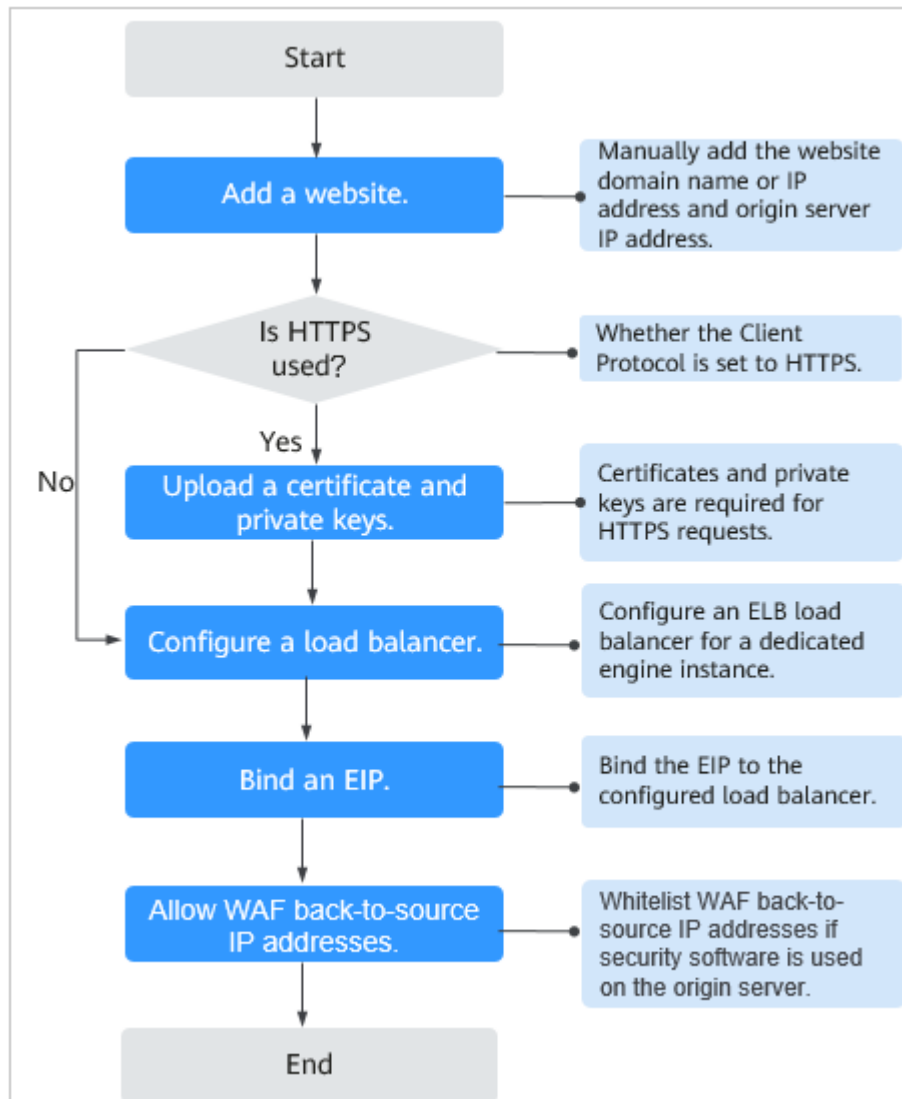 Start
Add a website.
Manually add the website
domain name or IP
address and origin server
IP address.
Is HTTPS
used?
Whether the Client
Protocol is set to HTTPS.
Yes
No
Upload a certificate and
private keys.
Certificates and private
keys are required for
HTTPS requests.
Configure a load balancer.
Configure an ELB load
balancer for a dedicated
engine instance.
Bind an EIP.
Bind the EIP to the
configured load balancer.
Allow WAF back-to-source
IP addresses.
Whitelist WAF back-to-
source IP addresses if
security software is used
on the origin server.
End